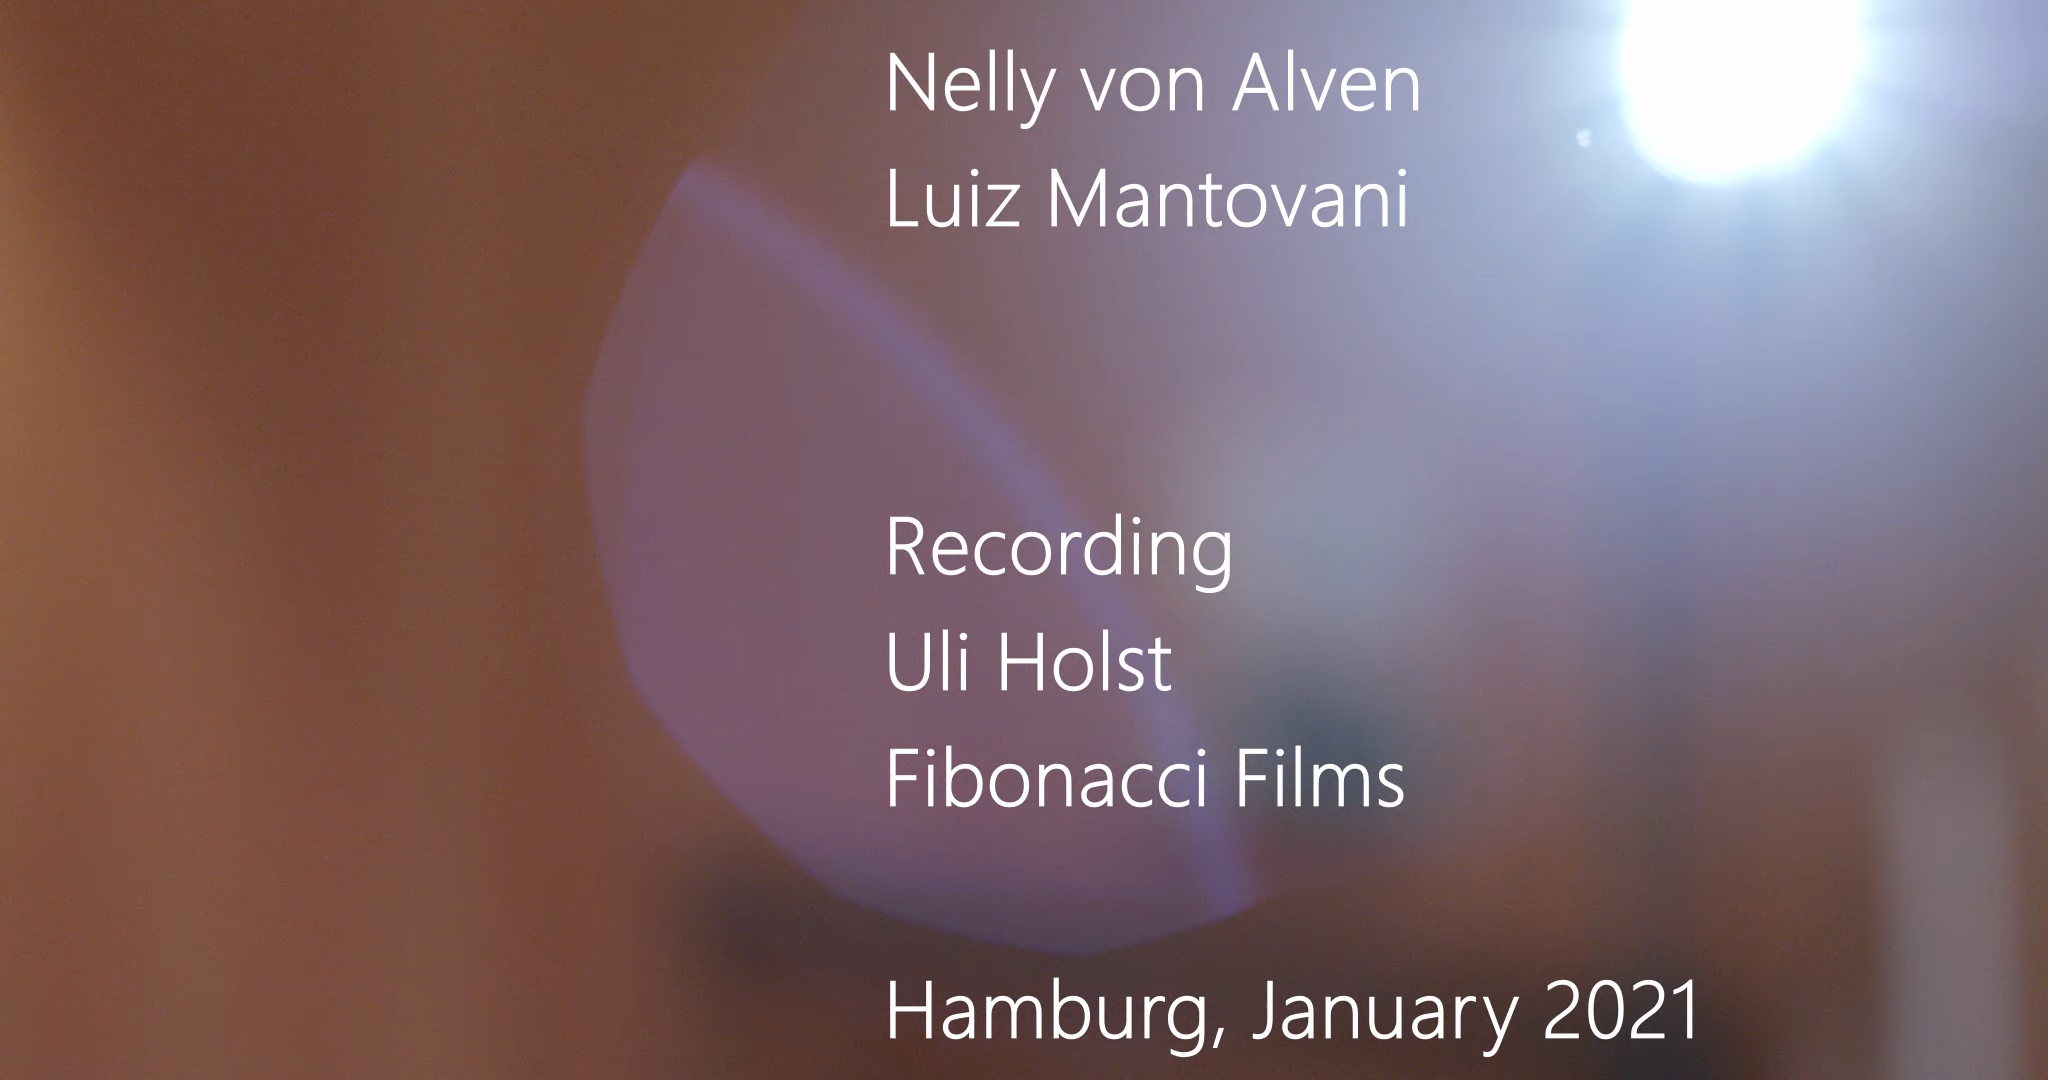 Nelly von Alven
Luiz Mantovani
Recording
Uli Holst
Fibonacci Films
Hamburg, January 2021